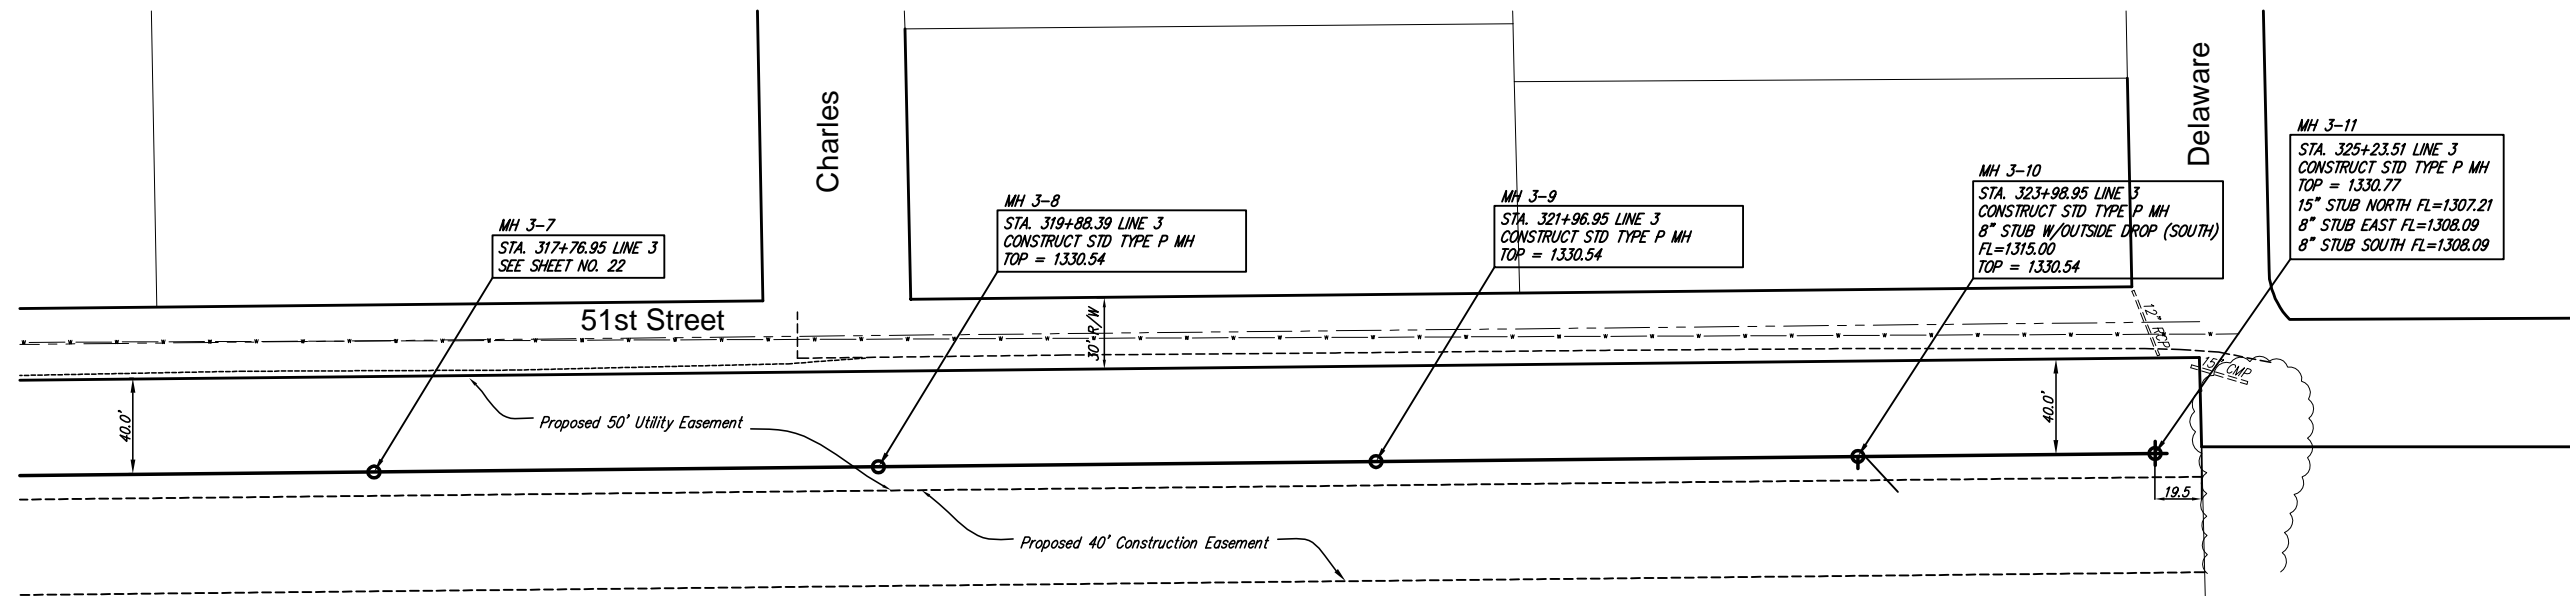 Charles
Delaware
51st Street
MH 3-7
STA. 317+76.95 LINE 3
SEE SHEET NO. 22
MH 3-8
STA. 319+88.39 LINE 3
CONSTRUCT STD TYPE P MH
TOP = 1330.54
MH 3-9
STA. 321+96.95 LINE 3
CONSTRUCT STD TYPE P MH
TOP = 1330.54
MH 3-10
STA. 323+98.95 LINE 3
CONSTRUCT STD TYPE P MH
8" STUB W/OUTSIDE DROP (SOUTH)
FL=1315.00
TOP = 1330.54
MH 3-11
STA. 325+23.51 LINE 3
CONSTRUCT STD TYPE P MH
TOP = 1330.77
15" STUB NORTH FL=1307.21
8" STUB EAST FL=1308.09
8" STUB SOUTH FL=1308.09
30' R/W
12" RCP
15" CMP
40.0'
40.0'
Proposed 50' Utility Easement
19.5
Proposed 40' Construction Easement